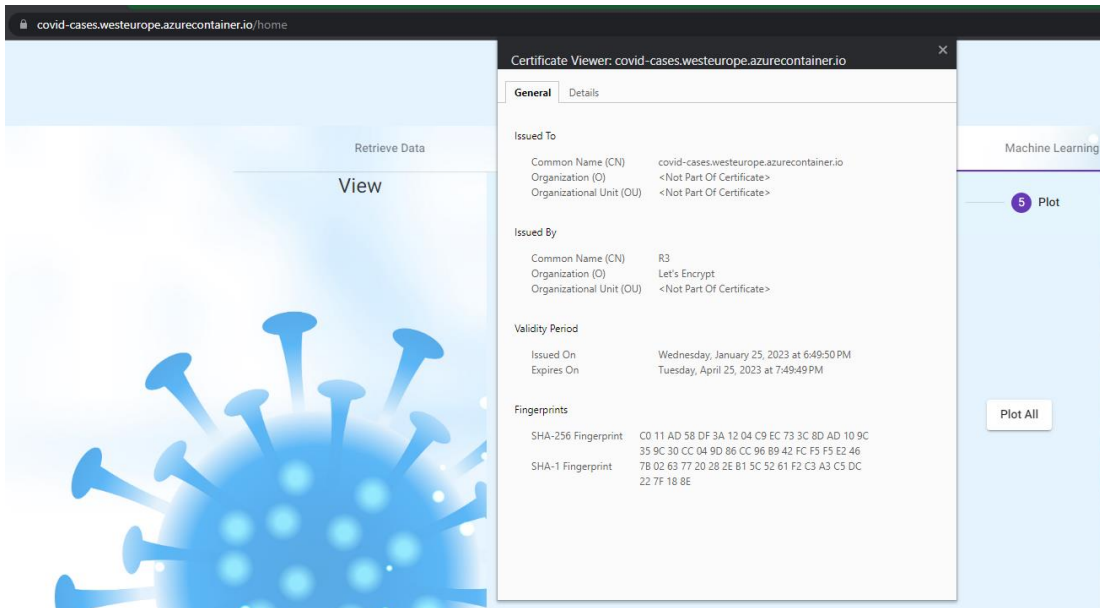 covid-cases.westeurope.azurecontainer.io/home
Certificate Viewer: covid-cases.westeurope.azurecontainer.io
General Details
Issued To
Common Name (CN) covid-cases.westeurope.azurecontainer.io
Organization (O) <Not Part Of Certificate>
Organizational Unit (OU) <Not Part Of Certificate>
Issued By
Common Name (CN) R3
Organization (O) Let's Encrypt
Organizational Unit (OU) <Not Part Of Certificate>
Validity Period
Issued On Wednesday, January 25, 2023 at 6:49:50 PM
Expires On Tuesday, April 25, 2023 at 7:49:49 PM
Fingerprints
SHA-256 Fingerprint C0 11 AD 58 DF 3A 12 04 C9 EC 73 3C 8D AD 10 9C
35 9C 30 CC 04 9D 86 CC 96 B9 42 FC F5 F5 E2 46
SHA-1 Fingerprint 7B 02 63 77 20 28 2E B1 5C 52 61 F2 C3 A3 C5 DC
22 7F 18 8E
Retrieve Data
View
Machine Learning
5 Plot
Plot All